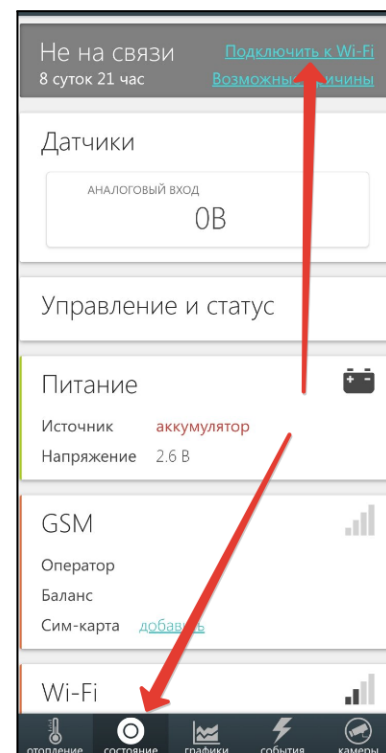 Не на связи Подключить к Wi-Fi
8 суток 21 час Возможные причины
Датчики
АНАЛОГОВЫЙ ВХОД
0В
Управление и статус
Питание
Источник аккумулятор
Напряжение 2.6 В
GSM
Оператор
Баланс
Сим-карта добавить
Wi-Fi
отопление состояние графики события камеры